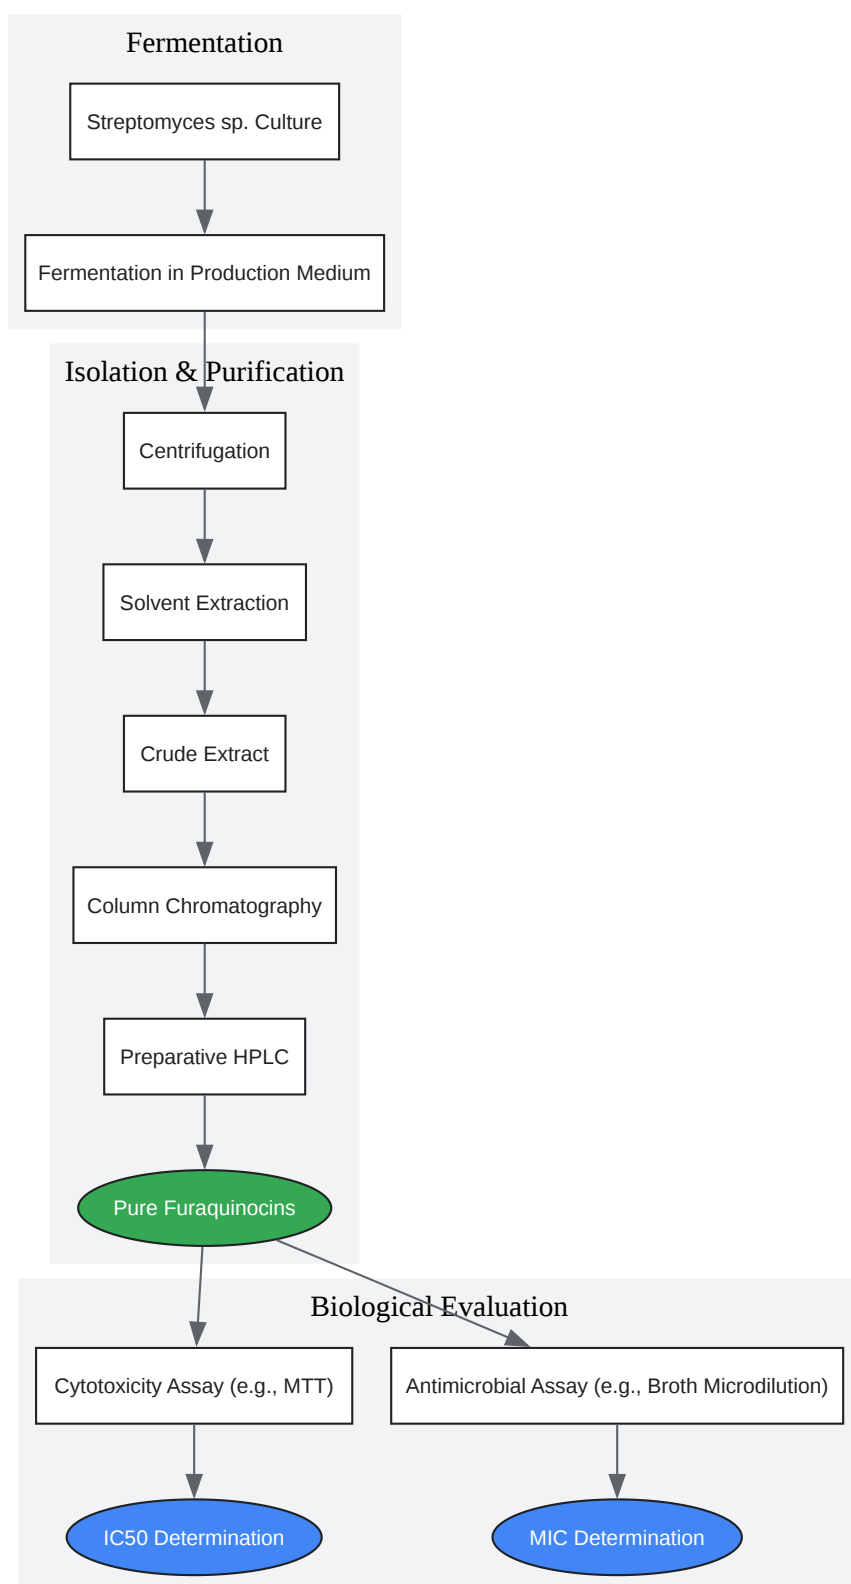 Fermentation
Streptomyces sp. Culture
Fermentation in Production Medium
Isolation & Purification
Centrifugation
Solvent Extraction
Crude Extract
Column Chromatography
Preparative HPLC
Pure Furaquinocins
Biological Evaluation
Cytotoxicity Assay (e.g., MTT)
Antimicrobial Assay (e.g., Broth Microdilution)
IC50 Determination
MIC Determination